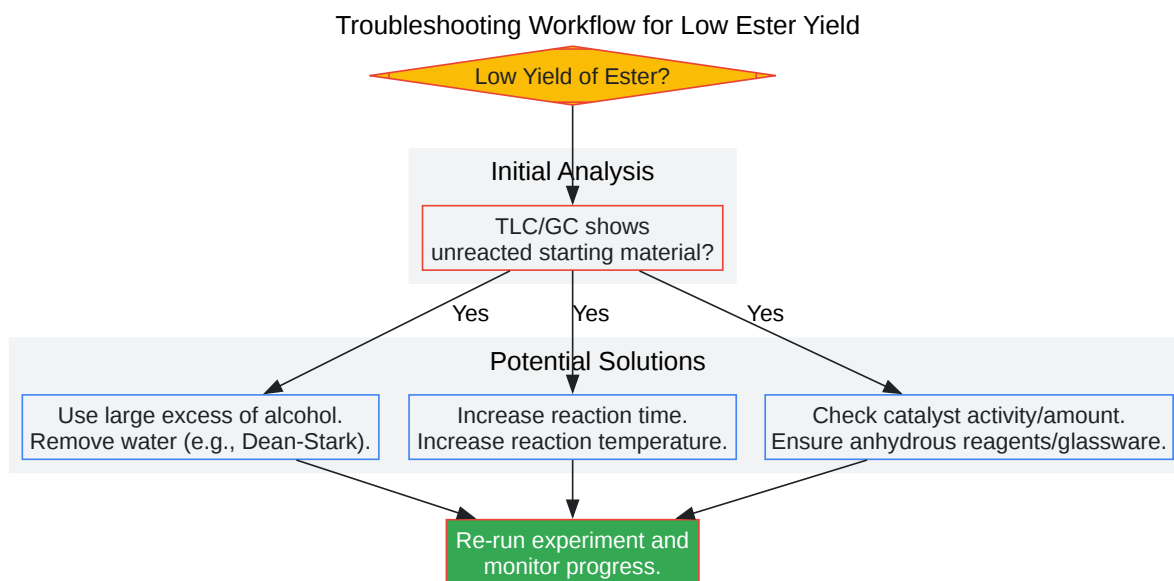 Troubleshooting Workflow for Low Ester Yield
Low Yield of Ester?
Initial Analysis
TLC/GC shows
unreacted starting material?
Yes
Yes
Yes
Potential Solutions
Use large excess of alcohol.
Remove water (e.g., Dean-Stark).
Increase reaction time.
Increase reaction temperature.
Check catalyst activity/amount.
Ensure anhydrous reagents/glassware.
Re-run experiment and
monitor progress.